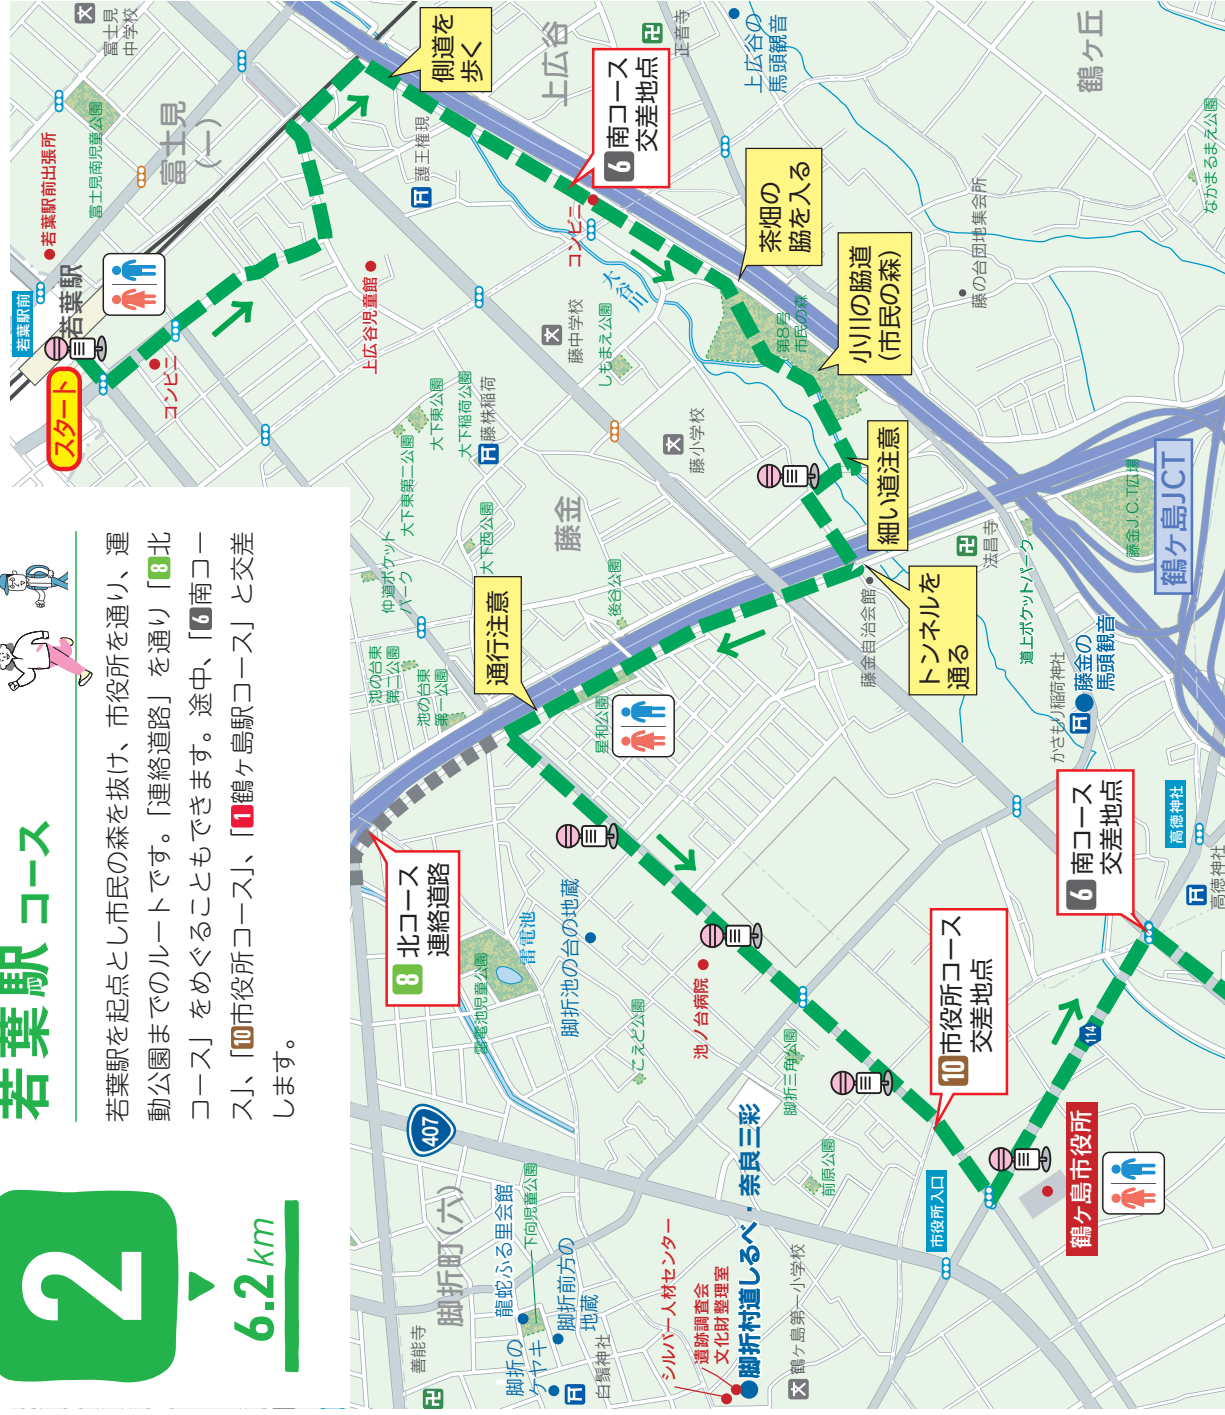 2
6.2km
若葉駅コース
若葉駅を起点とし市民の森を抜け、市役所を通り、運
動公園までのルートです。「連絡道路」を通り「8北
コース」をめぐることもできます。途中、「6南コー
ス」、「10市役所コース」、「1鶴ヶ島駅コース」と交差
します。
スタート
若葉駅前
若葉駅
若葉駅前出張所
コンビニ
富士見
中学校
富士見南児童公園
富士見
(二)
上広谷児童館
護王権現
側道を
歩く
上広谷
正音寺
上広谷の
馬頭観音
鶴ヶ丘
なかまるまえ公園
6 南コース
交差地点
コンビニ
大谷川
藤中学校
しもまえ公園
茶畑の
脇を入る
第8号
市民の森
小川の脇道
(市民の森)
藤の台団地集会所
大下東公園
大下稲荷公園
藤株稲荷
大下東第二公園
大下西公園
藤小学校
藤金
細い道注意
法昌寺
藤金J.C.T広場
鶴ヶ島JCT
仲道ポケット
パーク
池の台東
第二公園
池の台東
第一公園
通行注意
後谷公園
星和公園
藤金自治会館
トンネルを
通る
道上ポケットパーク
かさもり稲荷神社
藤金の
馬頭観音
8 北コース
連絡道路
雷電池
雷電池児童公園
脚折池の台の地蔵
こえど公園
池ノ台病院
6 南コース
交差地点
高徳神社
高徳神社
10 市役所コース
交差地点
114
脚折三角公園
前原公園
407
脚折町(六)
龍蛇ふる里会館
下向児童公園
脚折前方の
地蔵
脚折の
ケヤキ
白鬚神社
善能寺
シルバー人材センター
遺跡調査会
文化財整理室
脚折村道しるべ・奈良三彩
鶴ヶ島第一小学校
市役所入口
鶴ヶ島市役所